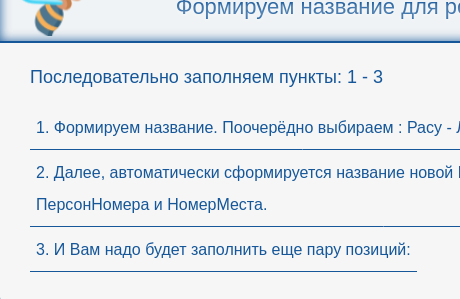 Формируем название для
Последовательно заполняем пункты: 1 - 3
1. Формируем название. Поочерёдно выбираем : Расу -
2. Далее, автоматически сформируется название новой
ПерсонНомера и НомерМеста.
3. И Вам надо будет заполнить еще пару позиций: